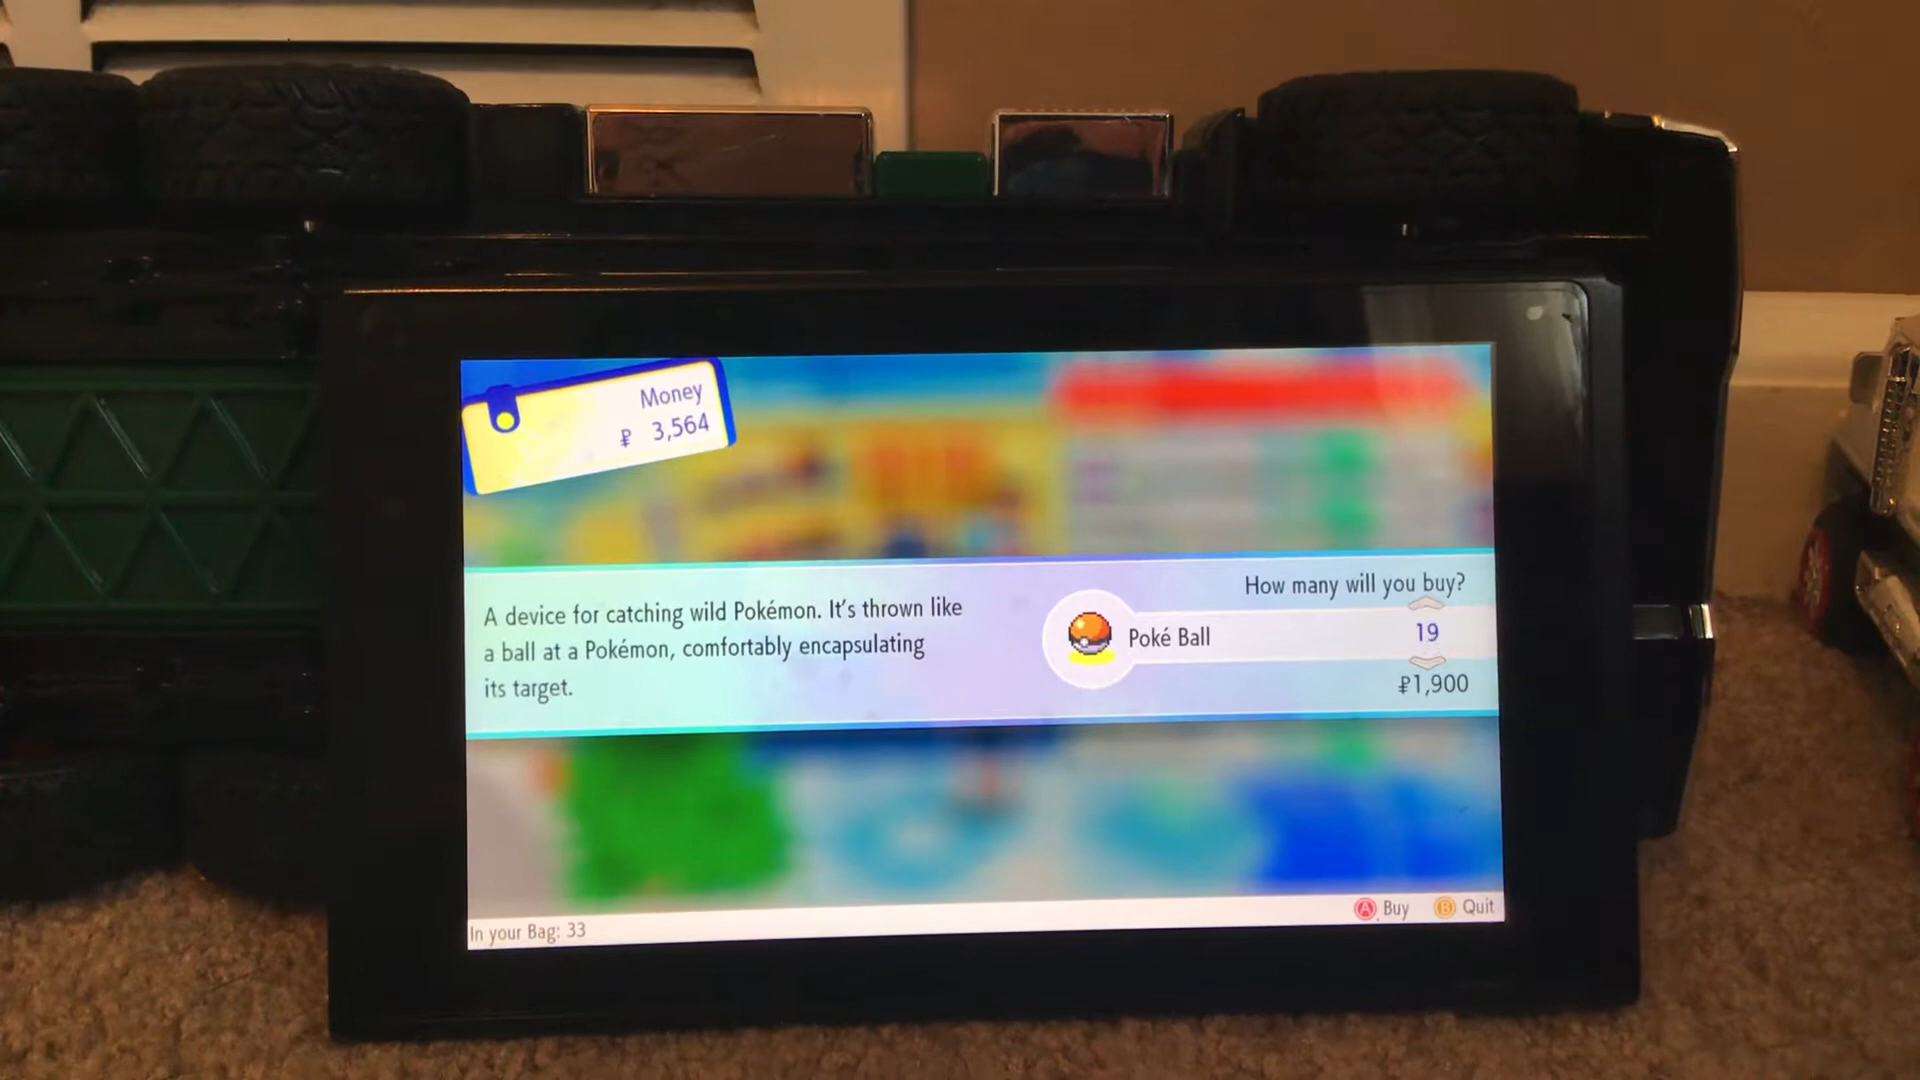 Money
₽ 3,564
How many will you buy?
A device for catching wild Pokémon. It's thrown like
a ball at a Pokémon, comfortably encapsulating
its target.
Poké Ball
19
₽1,900
In your Bag: 33
A Buy
B Quit